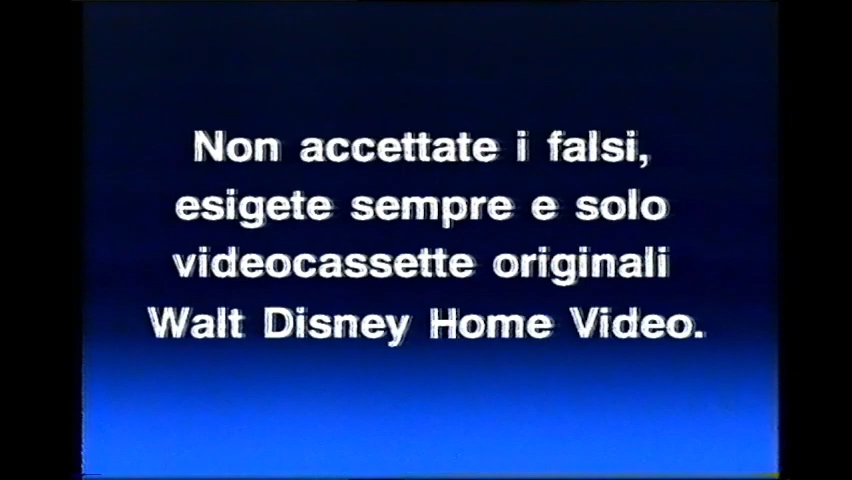 Non accettate i falsi,
esigete sempre e solo
videocassette originali
Walt Disney Home Video.